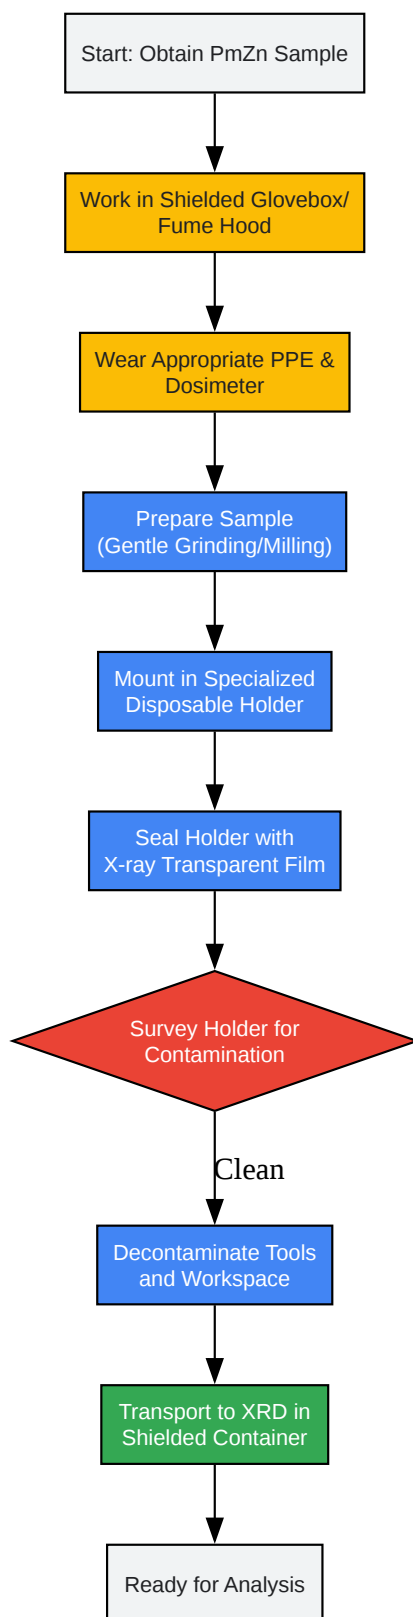 Start: Obtain PmZn Sample
Work in Shielded Glovebox/
Fume Hood
Wear Appropriate PPE &
Dosimeter
Prepare Sample
(Gentle Grinding/Milling)
Mount in Specialized
Disposable Holder
Seal Holder with
X-ray Transparent Film
Survey Holder for
Contamination
Clean
Decontaminate Tools
and Workspace
Transport to XRD in
Shielded Container
Ready for Analysis